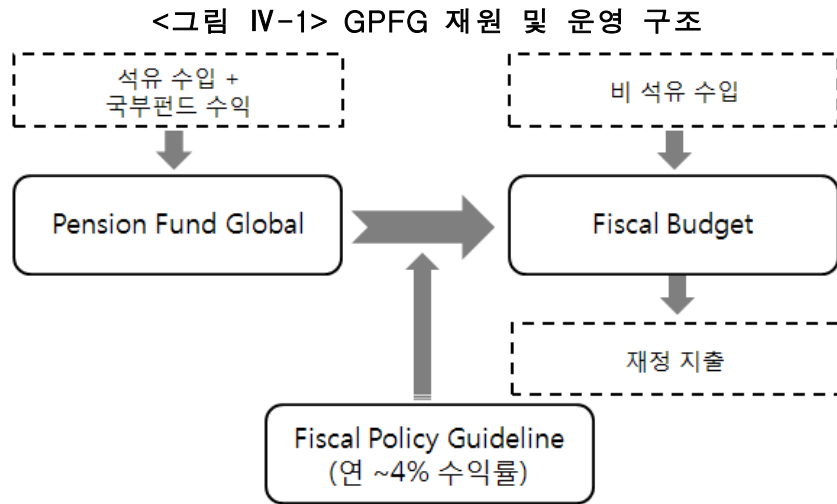 <그림 Ⅳ-1> GPFG 재원 및 운영 구조
석유 수입 +
국부펀드 수익
비 석유 수입
Pension Fund Global
Fiscal Budget
재정 지출
Fiscal Policy Guideline
(연 ~4% 수익률)